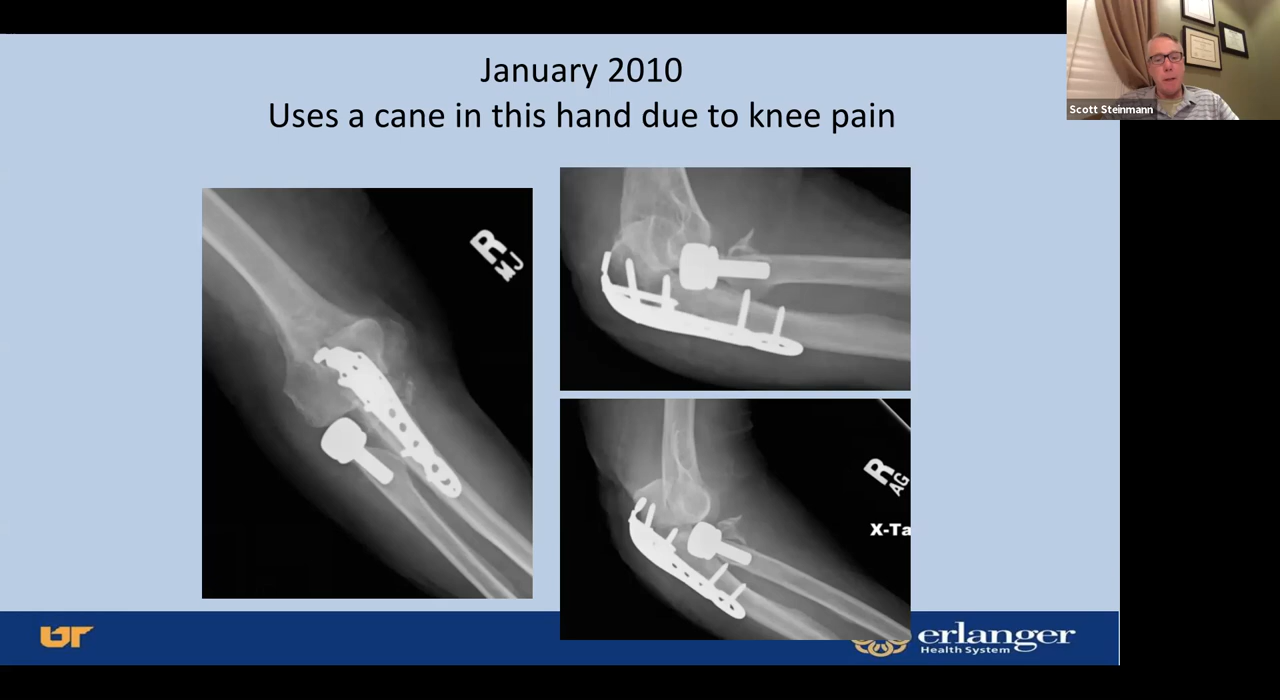 January 2010
Uses a cane in this hand due to knee pain
Scott Steinmann
R
R
AG
X-Ta
UT
erlanger
Health System